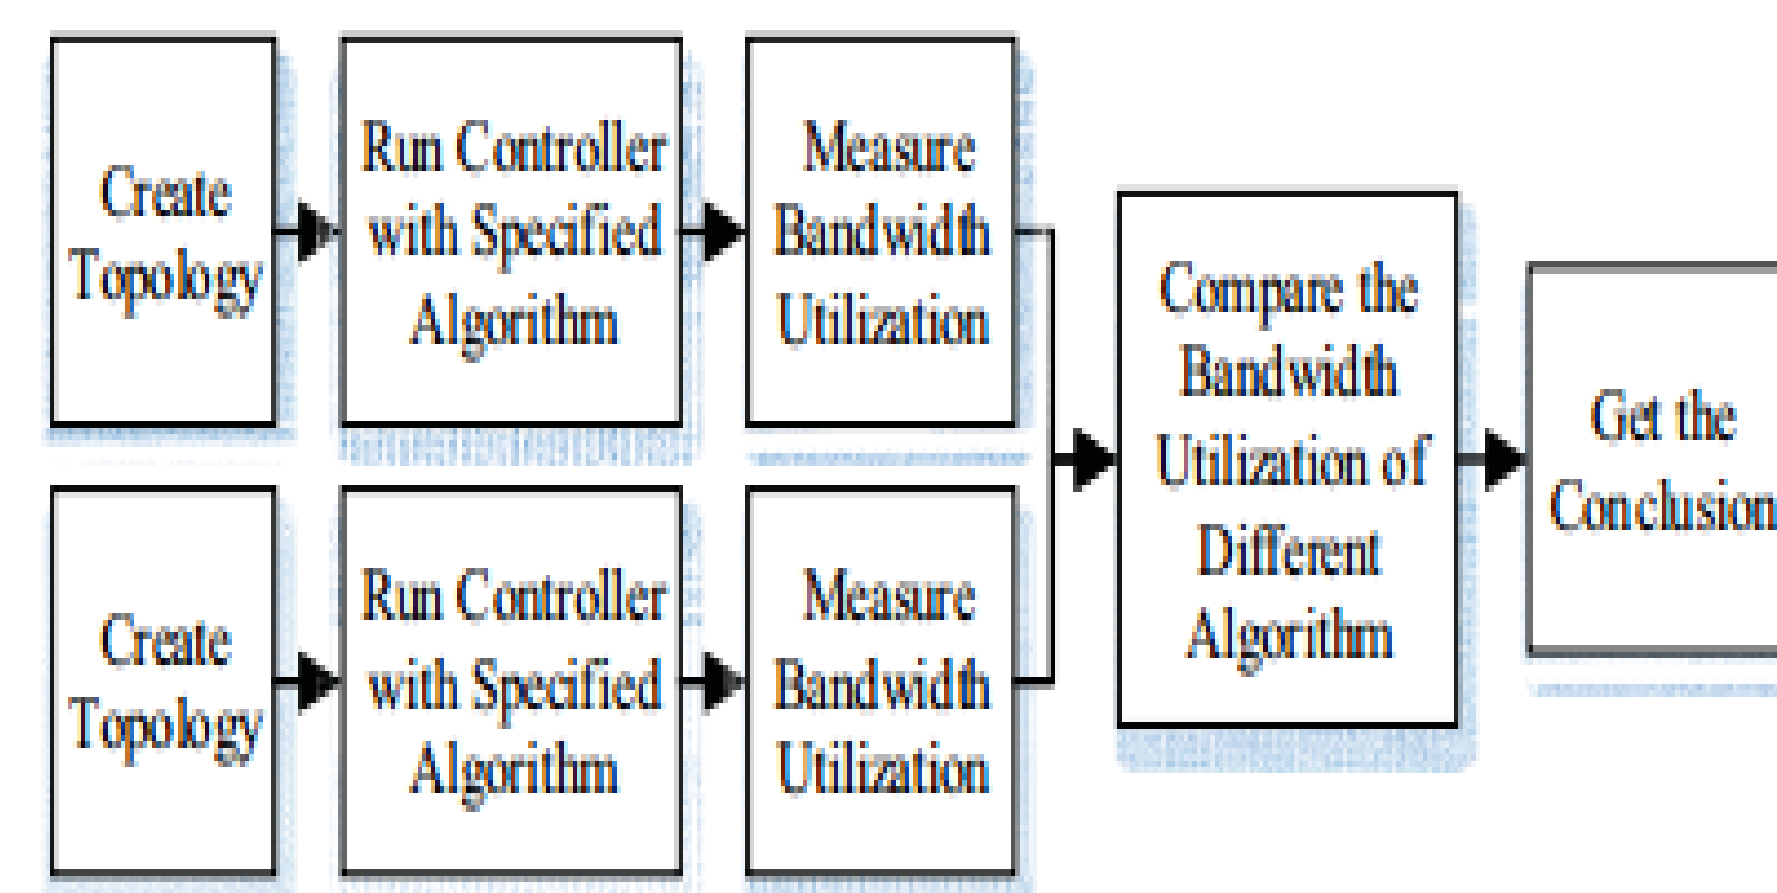 Create
Topology
Run Controller
with Specified
Algorithm
Measure
Bandwidth
Utilization
Create
Topology
Run Controller
with Specified
Algorithm
Measure
Bandwidth
Utilization
Compare the
Bandwidth
Utilization of
Different
Algorithm
Get the
Conclusion